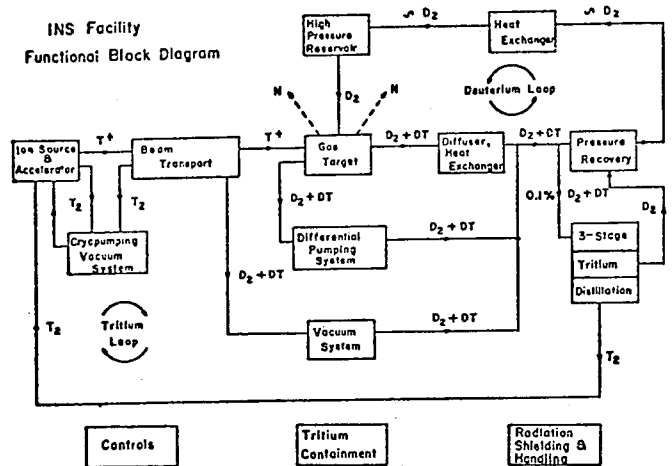 INS Facility
Functional Block Diagram
High
Pressure
Reservoir
∽ D2
Heat
Exchanger
∽ D2
Deuterium Loop
N
D2
N
Ion Source &
Accelerator
T+
Beam
Transport
T+
Gas
Target
D2 + DT
Diffuser,
Heat
Exchanger
D2 + DT
Pressure
Recovery
T2
T2
D2 + DT
0.1%
D2 + DT
D2
Cryopumping
Vacuum
System
Differential
Pumping
System
D2 + DT
3-Stage
Tritium
Distillation
D2 + DT
T2
Tritium
Loop
Vacuum
System
D2 + DT
T2
Controls
Tritium
Containment
Radiation
Shielding &
Handling